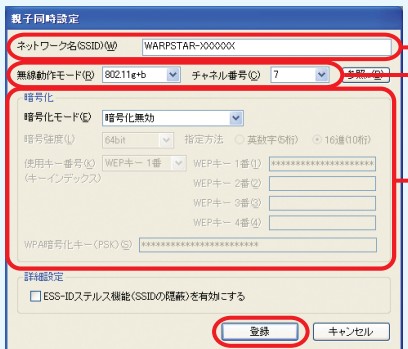 親子同時設定
ネットワーク名(SSID)(W) WARPSTAR-XXXXXX
無線動作モード(R) 802.11g+b チャネル番号(C) 7 参照(B)
暗号化
暗号化モード(E) 暗号化無効
暗号強度(L) 64bit 指定方法 英数字(5桁) 16進(10桁)
使用キー番号(K) WEPキー 1番 WEPキー 1番(1) ********************
(キーインデックス)
WEPキー 2番(2)
WEPキー 3番(3)
WEPキー 4番(4)
WPA暗号化キー(PSK)(S) ************************
詳細設定
ESS-IDステルス機能(SSIDの隠蔽)を有効にする
登録 キャンセル